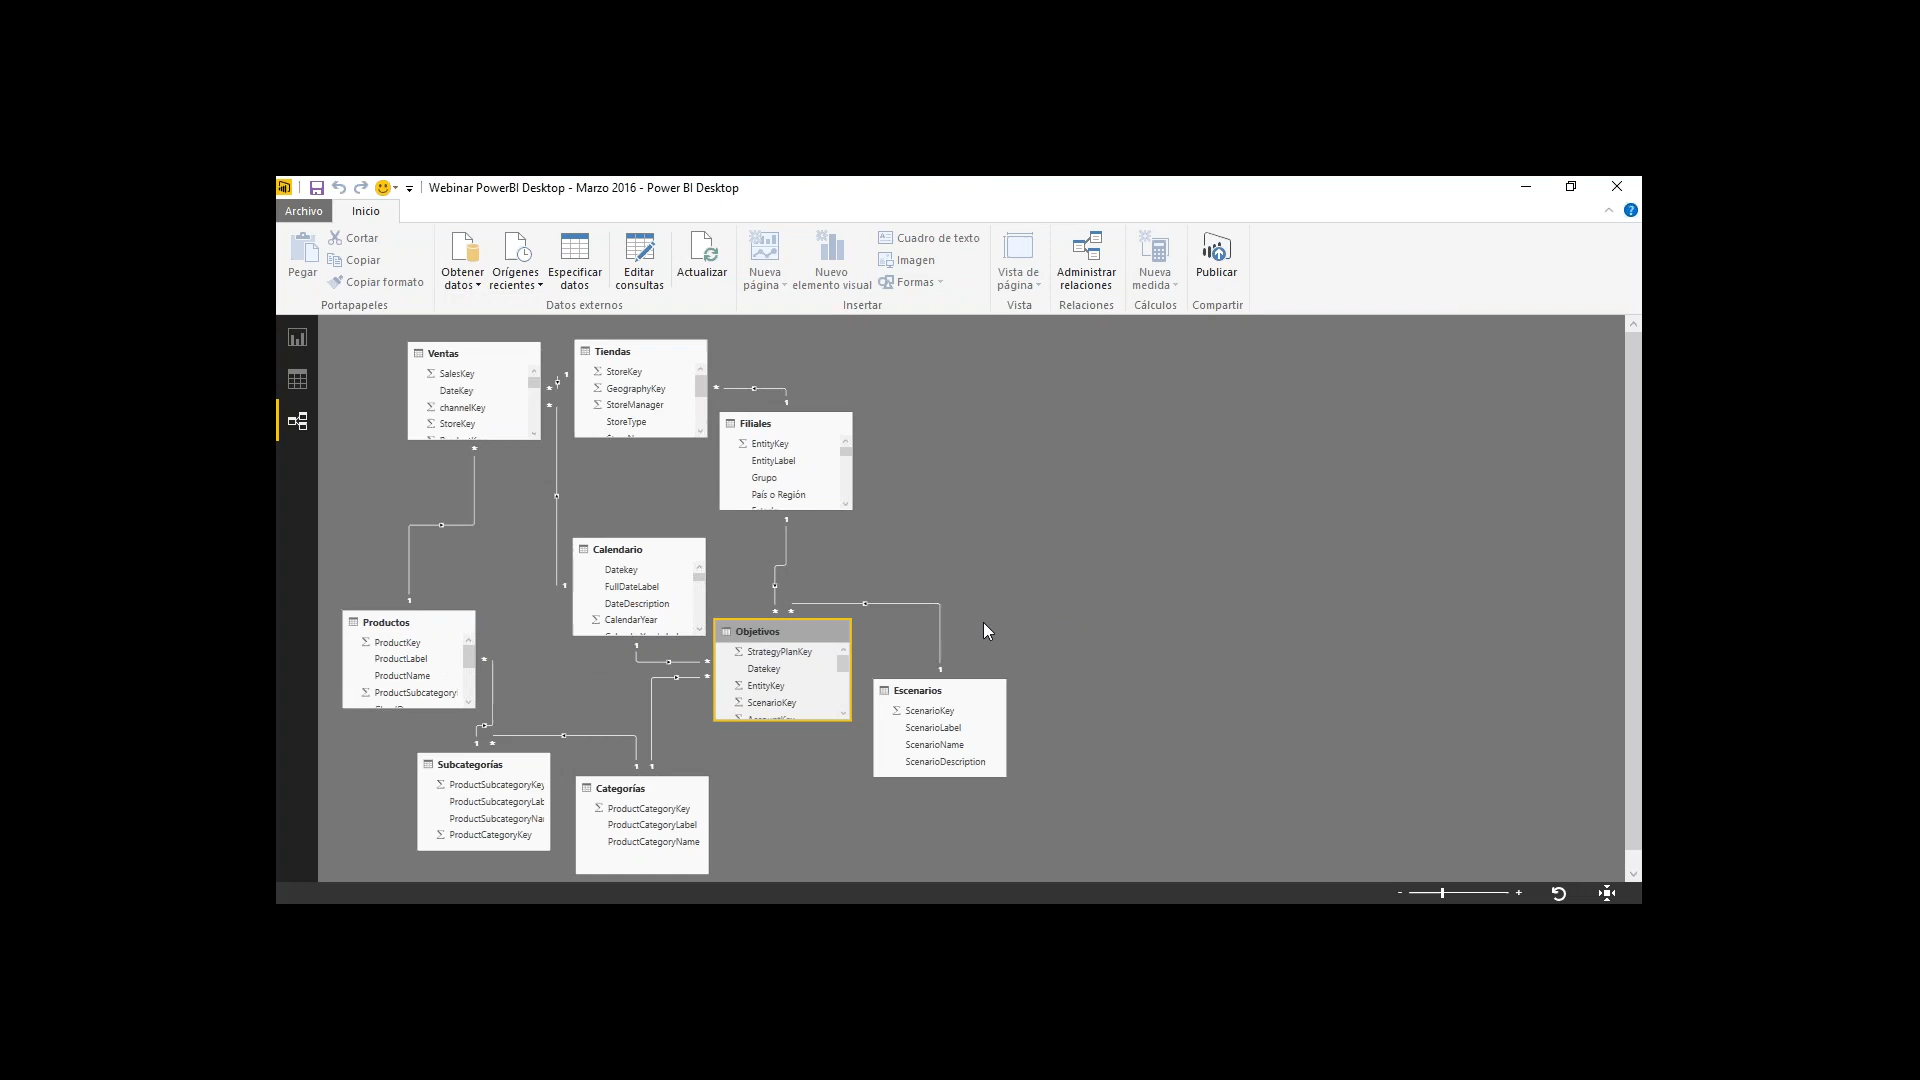 Webinar PowerBI Desktop - Marzo 2016 - Power BI Desktop
Archivo
Inicio
Pegar
Cortar
Copiar
Copiar formato
Portapapeles
Obtener
datos
Orígenes
recientes
Especificar
datos
Editar
consultas
Actualizar
Datos externos
Nueva
página
Nuevo
elemento visual
Cuadro de texto
Imagen
Formas
Insertar
Vista de
página
Vista
Administrar
relaciones
Relaciones
Nueva
medida
Cálculos
Publicar
Compartir
Ventas
SalesKey
DateKey
channelKey
StoreKey
Tiendas
StoreKey
GeographyKey
StoreManager
StoreType
Filiales
EntityKey
EntityLabel
Grupo
País o Región
Calendario
Datekey
FullDateLabel
DateDescription
CalendarYear
Productos
ProductKey
ProductLabel
ProductName
ProductSubcategory
Objetivos
StrategyPlanKey
Datekey
EntityKey
ScenarioKey
Escenarios
ScenarioKey
ScenarioLabel
ScenarioName
ScenarioDescription
Subcategorías
ProductSubcategoryKey
ProductSubcategoryLab
ProductSubcategoryNa
ProductCategoryKey
Categorías
ProductCategoryKey
ProductCategoryLabel
ProductCategoryName